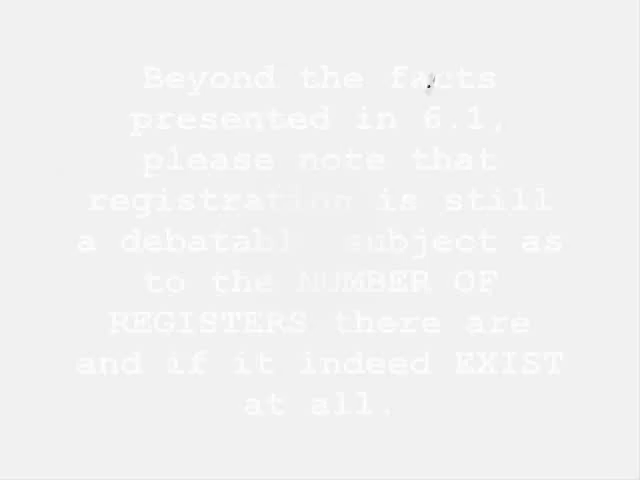 Beyond the facts
presented in 6.1,
please note that
registration is still
a debatable subject as
to the NUMBER OF
REGISTERS there are
and if it indeed EXIST
at all.